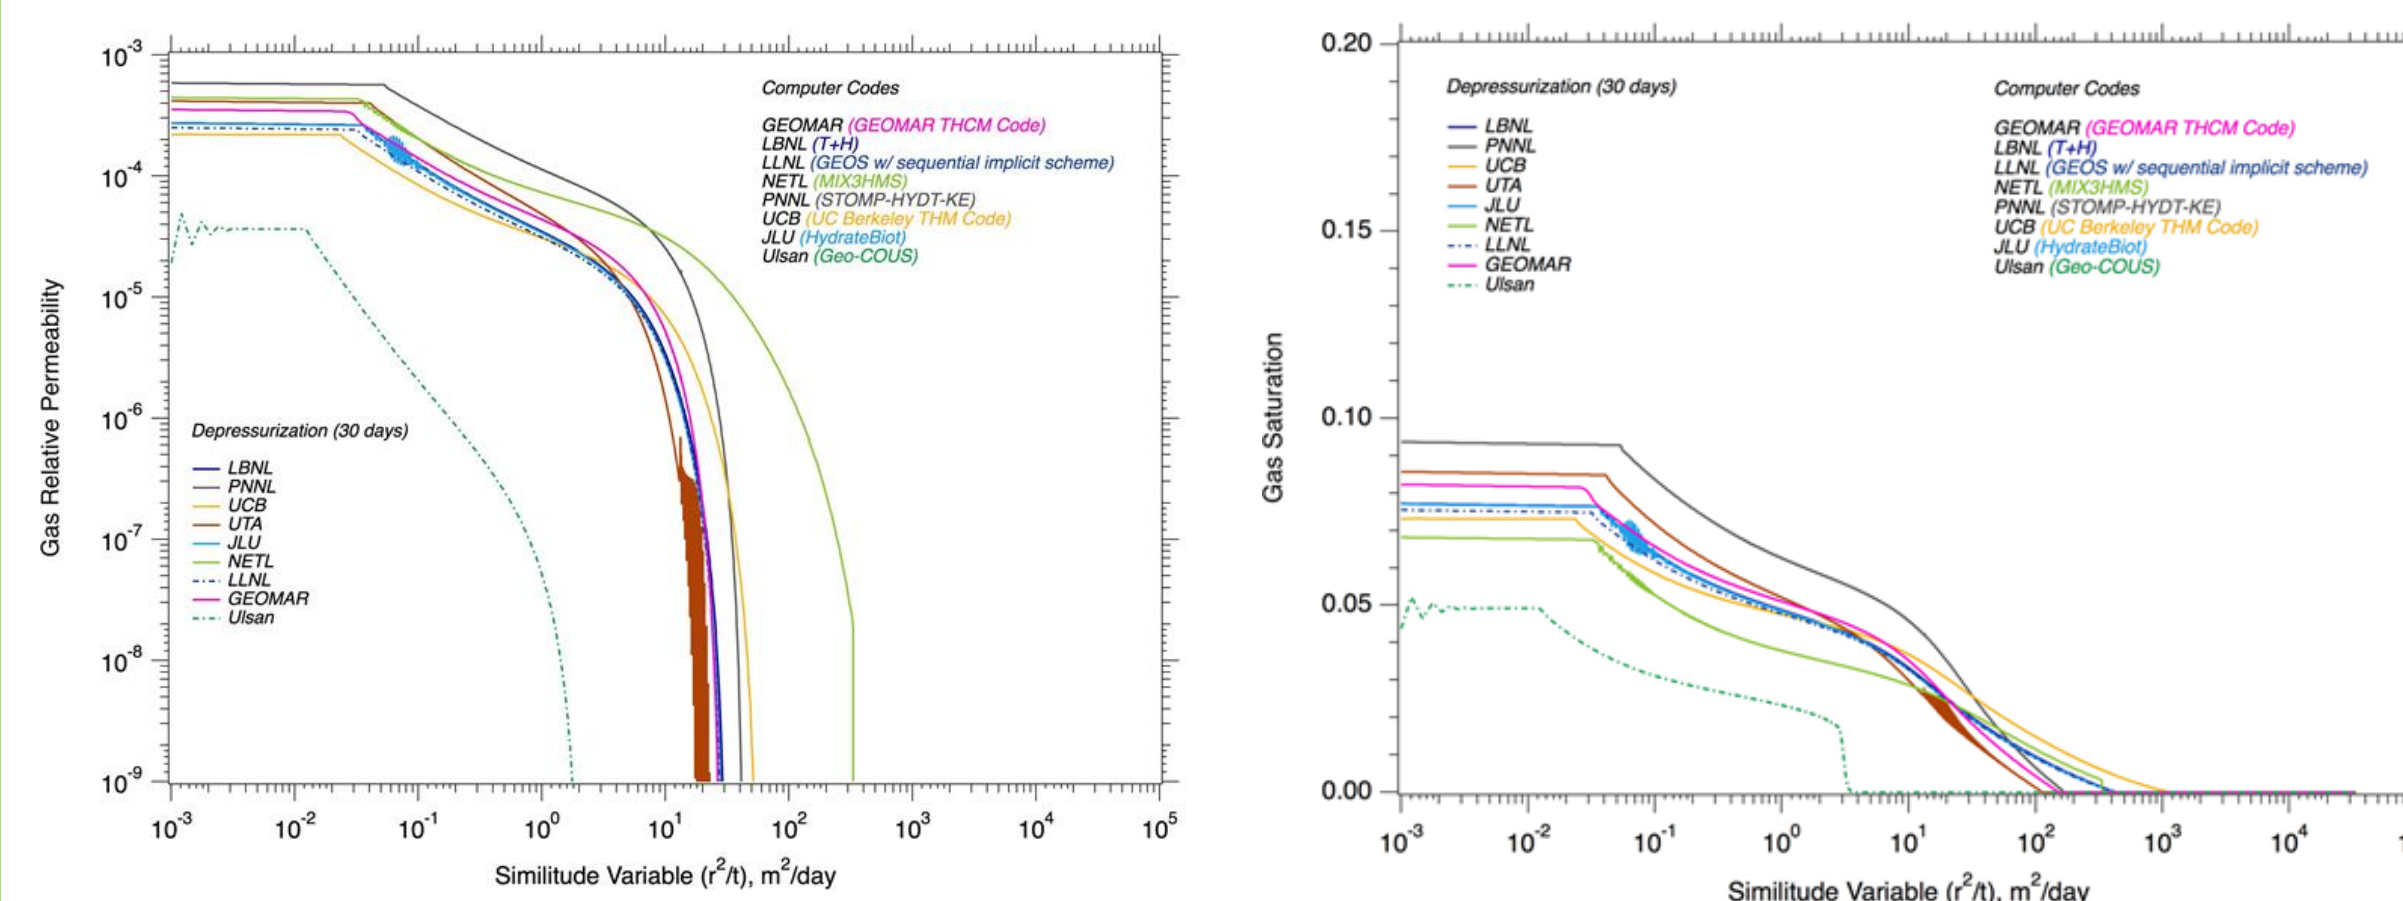 10^-3
10^-4
10^-5
10^-6
10^-7
10^-8
10^-9
Gas Relative Permeability
Computer Codes
GEOMAR (GEOMAR THCM Code)
LBNL (T+H)
LLNL (GEOS w/ sequential implicit scheme)
NETL (MIX3HMS)
PNNL (STOMP-HYDT-KE)
UCB (UC Berkeley THM Code)
JLU (HydrateBiot)
Ulsan (Geo-COUS)
Depressurization (30 days)
LBNL
PNNL
UCB
UTA
JLU
NETL
LLNL
GEOMAR
Ulsan
10^-3 10^-2 10^-1 10^0 10^1 10^2 10^3 10^4 10^5
Similitude Variable (r^2/t), m^2/day
0.20
0.15
0.10
0.05
0.00
Gas Saturation
Depressurization (30 days)
LBNL
PNNL
UCB
UTA
JLU
NETL
LLNL
GEOMAR
Ulsan
Computer Codes
GEOMAR (GEOMAR THCM Code)
LBNL (T+H)
LLNL (GEOS w/ sequential implicit scheme)
NETL (MIX3HMS)
PNNL (STOMP-HYDT-KE)
UCB (UC Berkeley THM Code)
JLU (HydrateBiot)
Ulsan (Geo-COUS)
10^-3 10^-2 10^-1 10^0 10^1 10^2 10^3 10^4
Similitude Variable (r^2/t), m^2/day